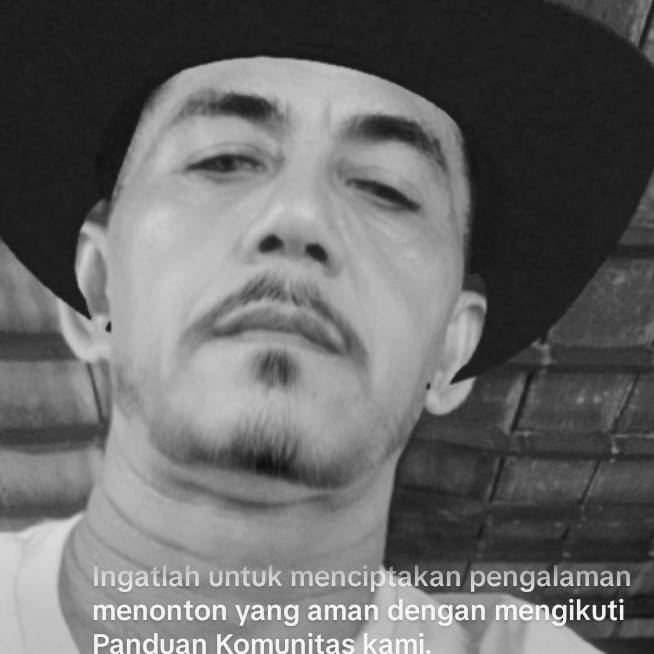 Ingatlah untuk menciptakan pengalaman
menonton yang aman dengan mengikuti
Panduan Komunitas kami.